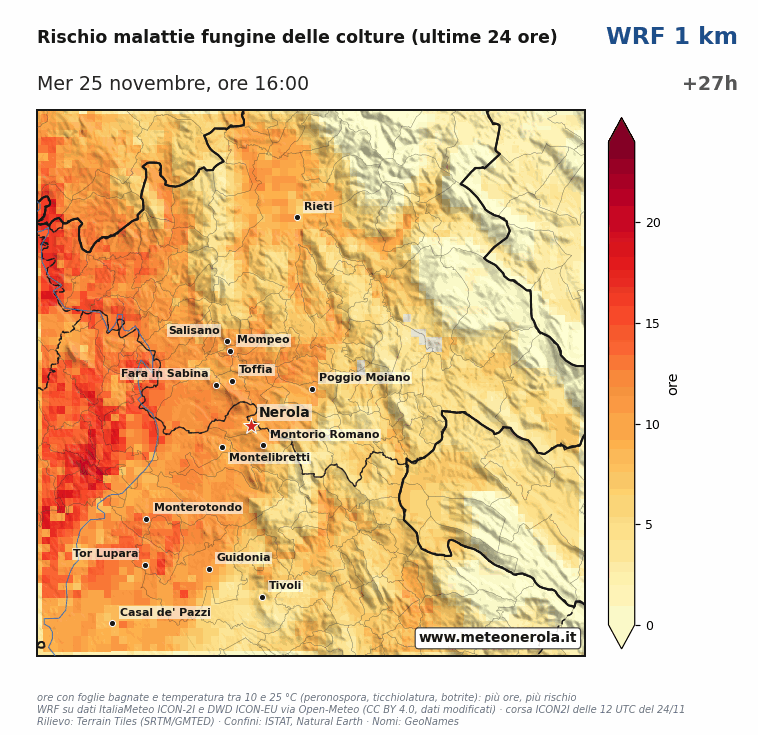 Rischio malattie fungine delle colture (ultime 24 ore)
WRF 1 km
Mer 25 novembre, ore 16:00
+27h
Rieti
Salisano
Mompeo
Fara in Sabina
Toffia
Poggio Moiano
Nerola
Montorio Romano
Montelibretti
Monterotondo
Tor Lupara
Guidonia
Tivoli
Casal de' Pazzi
www.meteonerola.it
20
15
10
5
0
ore
ore con foglie bagnate e temperatura tra 10 e 25 °C (peronospora, ticchiolatura, botrite): più ore, più rischio
WRF su dati ItaliaMeteo ICON-2I e DWD ICON-EU via Open-Meteo (CC BY 4.0, dati modificati) · corsa ICON2I delle 12 UTC del 24/11
Rilievo: Terrain Tiles (SRTM/GMTED) · Confini: ISTAT, Natural Earth · Nomi: GeoNames